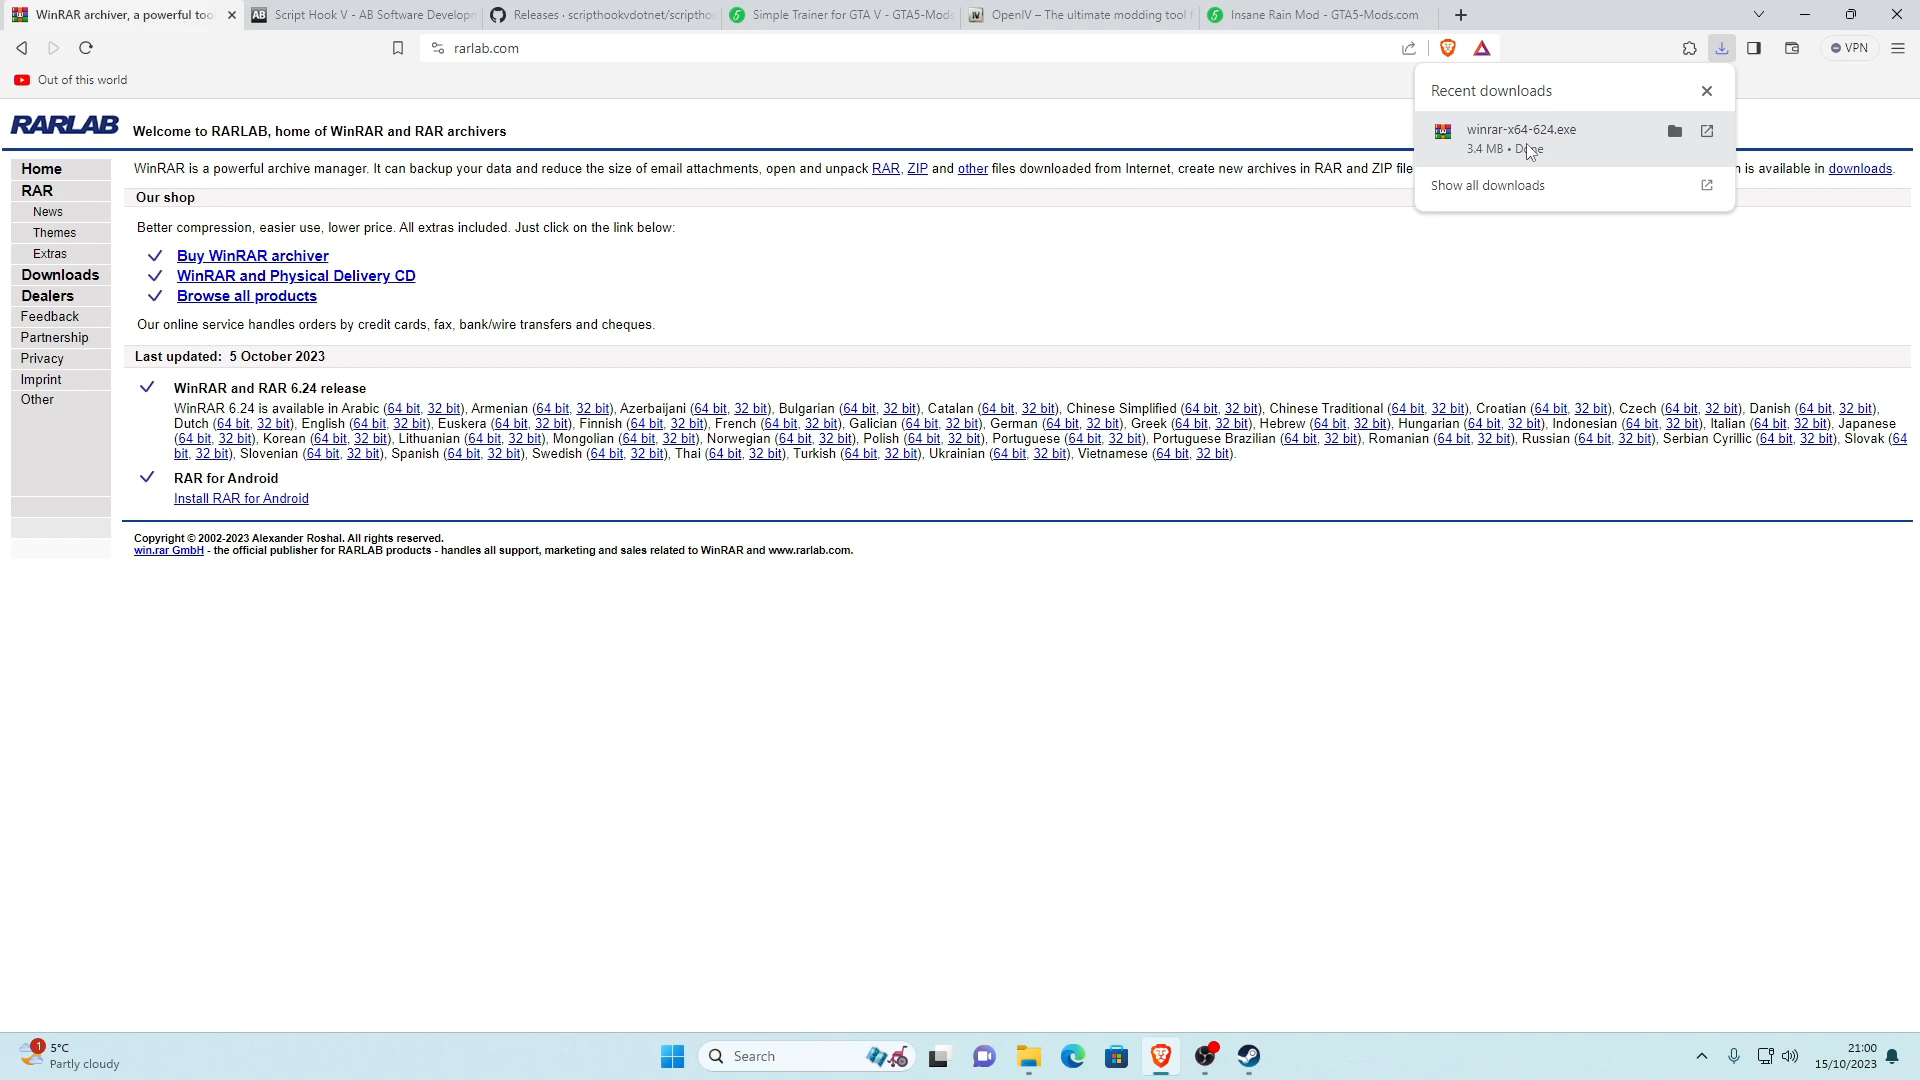 WinRAR archiver, a powerful too
AB Script Hook V - AB Software Develop
Releases · scripthookvdotnet/scripthoo
Simple Trainer for GTA V - GTA5-Mods
OpenIV – The ultimate modding tool f
Insane Rain Mod - GTA5-Mods.com
rarlab.com
VPN
Out of this world
Recent downloads
winrar-x64-624.exe
3.4 MB • Done
Show all downloads
RARLAB
Welcome to RARLAB, home of WinRAR and RAR archivers
Home
RAR
News
Themes
Extras
Downloads
Dealers
Feedback
Partnership
Privacy
Imprint
Other
WinRAR is a powerful archive manager. It can backup your data and reduce the size of email attachments, open and unpack RAR, ZIP and other files downloaded from Internet, create new archives in RAR and ZIP file
is available in downloads.
Our shop
Better compression, easier use, lower price. All extras included. Just click on the link below:
Buy WinRAR archiver
WinRAR and Physical Delivery CD
Browse all products
Our online service handles orders by credit cards, fax, bank/wire transfers and cheques.
Last updated: 5 October 2023
WinRAR and RAR 6.24 release
WinRAR 6.24 is available in Arabic (64 bit, 32 bit), Armenian (64 bit, 32 bit), Azerbaijani (64 bit, 32 bit), Bulgarian (64 bit, 32 bit), Catalan (64 bit, 32 bit), Chinese Simplified (64 bit, 32 bit), Chinese Traditional (64 bit, 32 bit), Croatian (64 bit, 32 bit), Czech (64 bit, 32 bit), Danish (64 bit, 32 bit),
Dutch (64 bit, 32 bit), English (64 bit, 32 bit), Euskera (64 bit, 32 bit), Finnish (64 bit, 32 bit), French (64 bit, 32 bit), Galician (64 bit, 32 bit), German (64 bit, 32 bit), Greek (64 bit, 32 bit), Hebrew (64 bit, 32 bit), Hungarian (64 bit, 32 bit), Indonesian (64 bit, 32 bit), Italian (64 bit, 32 bit), Japanese
(64 bit, 32 bit), Korean (64 bit, 32 bit), Lithuanian (64 bit, 32 bit), Mongolian (64 bit, 32 bit), Norwegian (64 bit, 32 bit), Polish (64 bit, 32 bit), Portuguese (64 bit, 32 bit), Portuguese Brazilian (64 bit, 32 bit), Romanian (64 bit, 32 bit), Russian (64 bit, 32 bit), Serbian Cyrillic (64 bit, 32 bit), Slovak (64
bit, 32 bit), Slovenian (64 bit, 32 bit), Spanish (64 bit, 32 bit), Swedish (64 bit, 32 bit), Thai (64 bit, 32 bit), Turkish (64 bit, 32 bit), Ukrainian (64 bit, 32 bit), Vietnamese (64 bit, 32 bit).
RAR for Android
Install RAR for Android
Copyright © 2002-2023 Alexander Roshal. All rights reserved.
win.rar GmbH - the official publisher for RARLAB products - handles all support, marketing and sales related to WinRAR and www.rarlab.com.
1
5°C
Partly cloudy
Search
21:00
15/10/2023